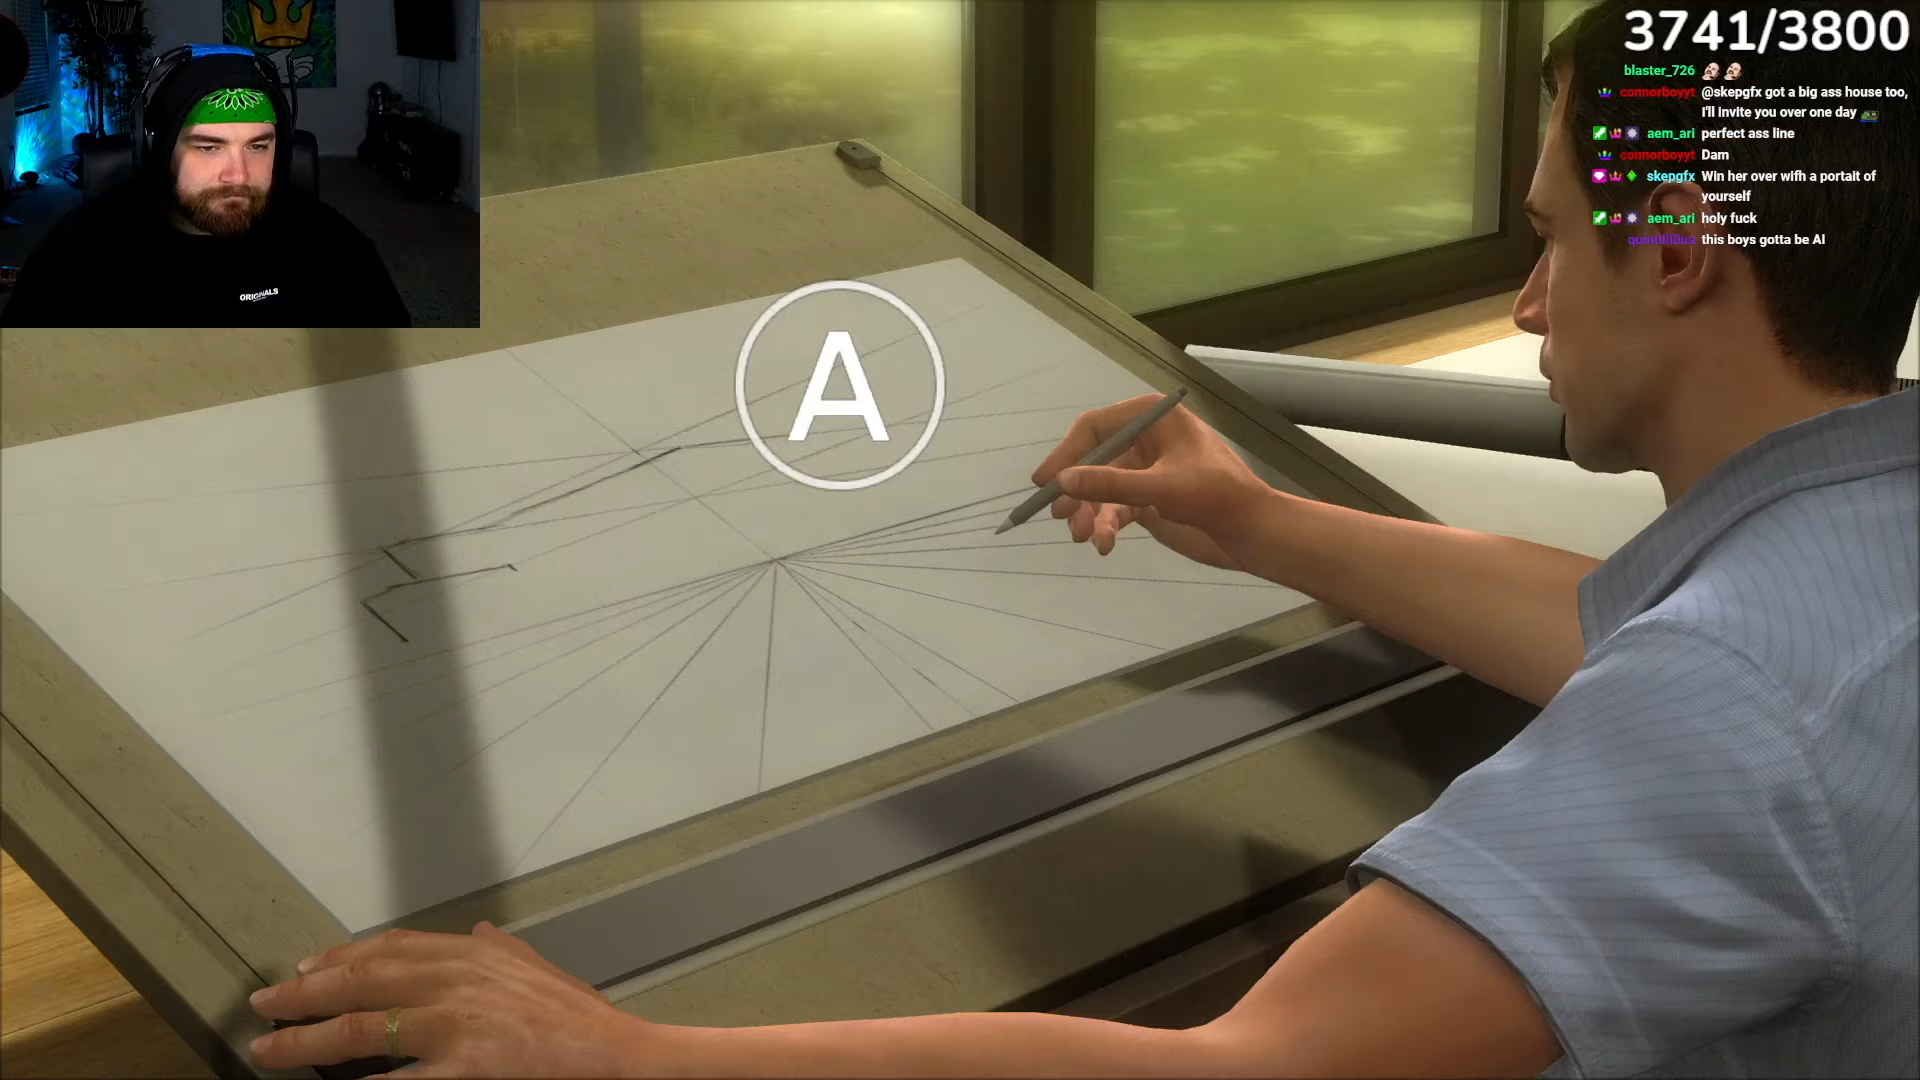 3741/3800
blaster_726
connorboyyt @skepgfx got a big ass house too,
I'll invite you over one day
aem_ari perfect ass line
connorboyyt Dam
skepgfx Win her over wifh a portait of
yourself
aem_ari holy fuck
this boys gotta be AI
A
ORIGINALS